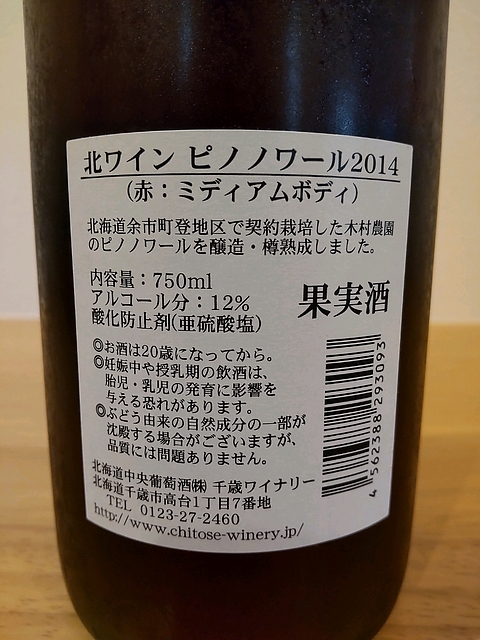 北ワイン ピノノワール2014
(赤：ミディアムボディ)
北海道余市町登地区で契約栽培した木村農園
のピノノワールを醸造・樽熟成しました。
内容量：750ml
アルコール分：12%
酸化防止剤(亜硫酸塩)
果実酒
◎お酒は20歳になってから。
◎妊娠中や授乳期の飲酒は、
胎児・乳児の発育に影響を
与える恐れがあります。
◎ぶどう由来の自然成分の一部が
沈殿する場合がございますが、
品質には問題ありません。
4 562388 293093
北海道中央葡萄酒㈱ 千歳ワイナリー
北海道千歳市高台1丁目7番地
TEL 0123-27-2460
http://www.chitose-winery.jp/